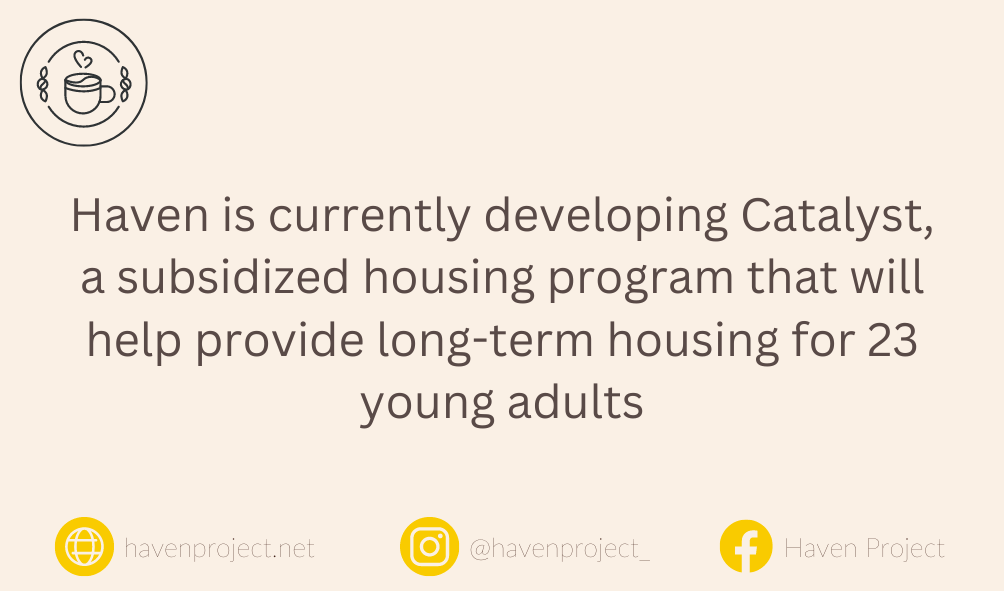 Haven is currently developing Catalyst,
a subsidized housing program that will
help provide long-term housing for 23
young adults
havenproject.net
@havenproject_
Haven Project